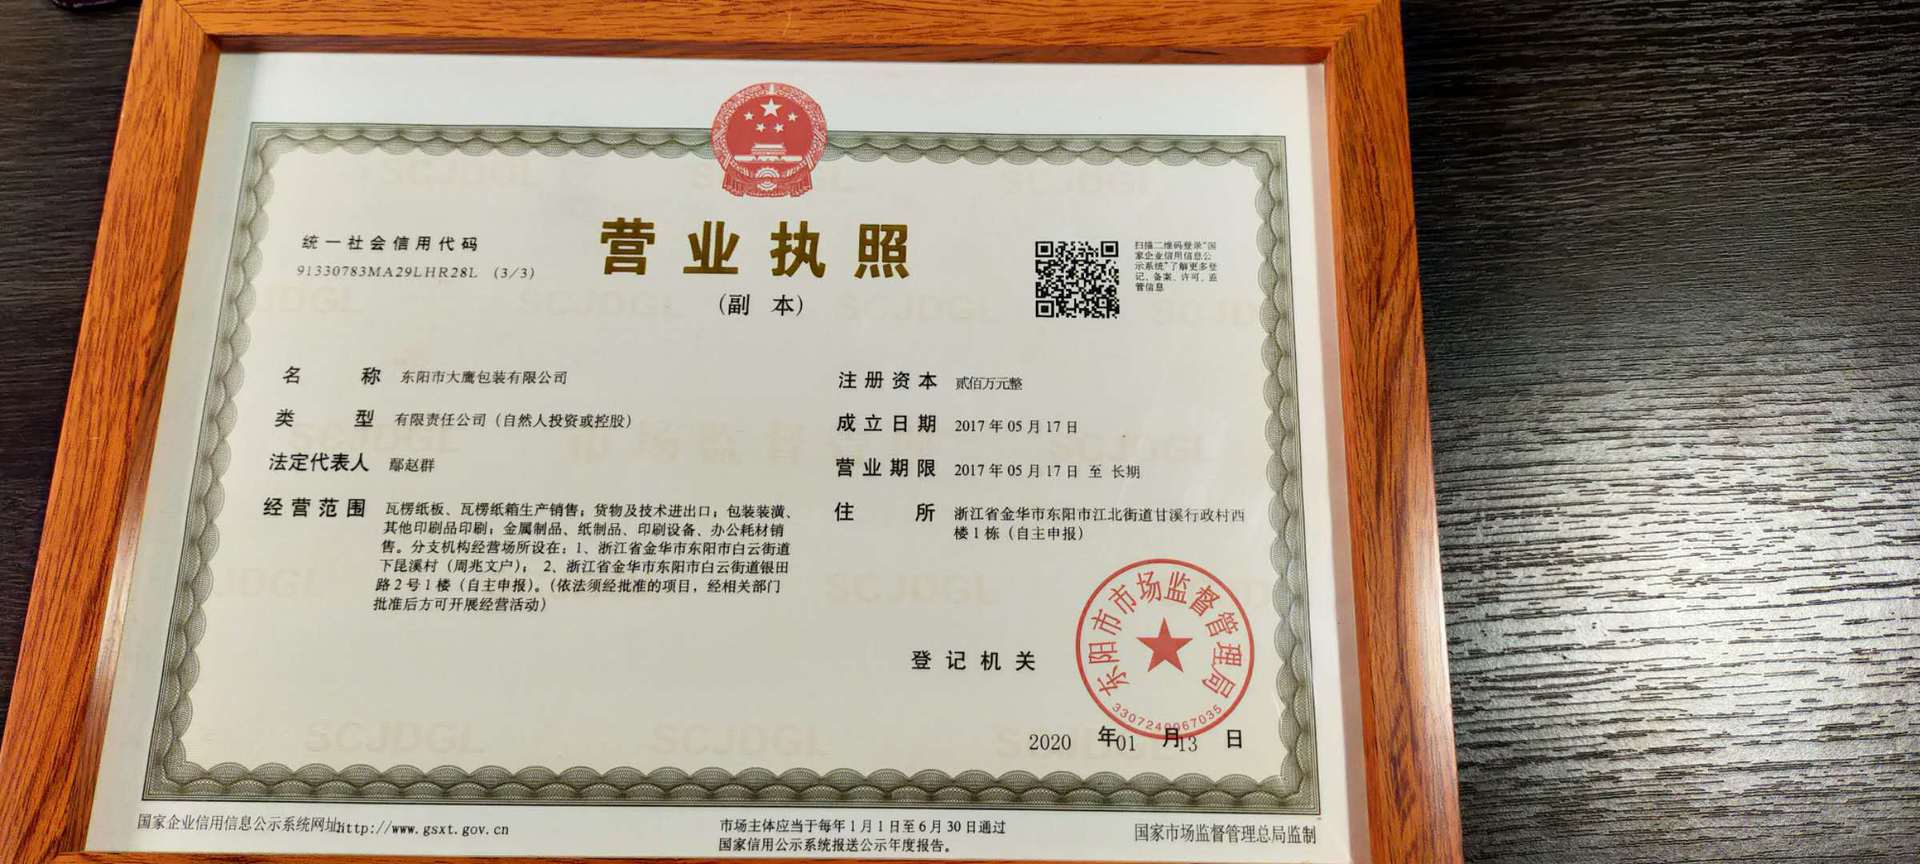 营业执照
(副 本)
统一社会信用代码
91330783MA29LHR28L (3/3)
扫描二维码登录“国
家企业信用信息公
示系统”了解更多登
记、备案、许可、监
管信息
名 称 东阳市大鹰包装有限公司
类 型 有限责任公司（自然人投资或控股）
法定代表人 鄢赵群
经营范围 瓦楞纸板、瓦楞纸箱生产销售；货物及技术进出口；包装装潢、
其他印刷品印刷；金属制品、纸制品、印刷设备、办公耗材销
售。分支机构经营场所设在：1、浙江省金华市东阳市白云街道
下昆溪村（周兆文户）； 2、浙江省金华市东阳市白云街道银田
路2号1楼（自主申报）。（依法须经批准的项目，经相关部门
批准后方可开展经营活动）
注册资本 贰佰万元整
成立日期 2017年05月17日
营业期限 2017年05月17日 至 长期
住 所 浙江省金华市东阳市江北街道甘溪行政村西
楼1栋（自主申报）
登记机关
东阳市市场监督管理局
3307240067035
2020 年01 月13 日
国家企业信用信息公示系统网址http://www.gsxt.gov.cn
市场主体应当于每年1月1日至6月30日通过
国家信用公示系统报送公示年度报告。
国家市场监督管理总局监制